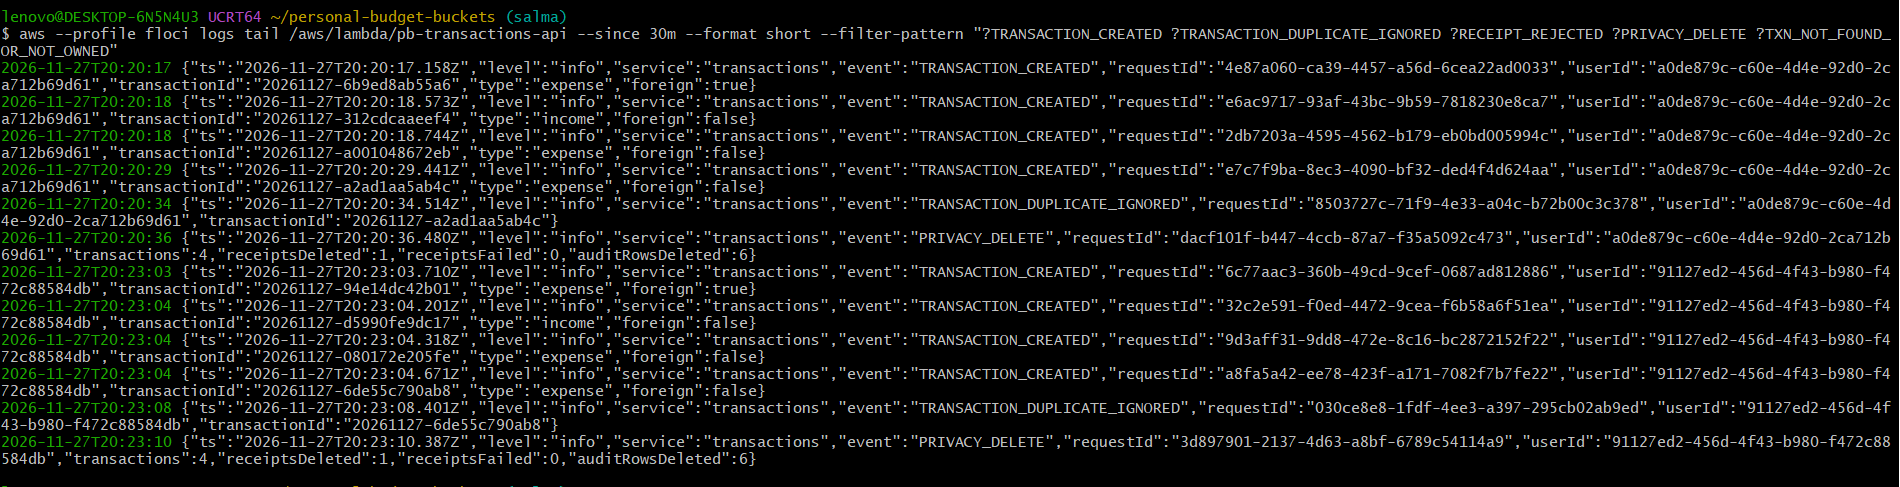 lenovo@DESKTOP-6N5N4U3 UCRT64 ~/personal-budget-buckets (salma)
$ aws --profile floci logs tail /aws/lambda/pb-transactions-api --since 30m --format short --filter-pattern "?TRANSACTION_CREATED ?TRANSACTION_DUPLICATE_IGNORED ?RECEIPT_REJECTED ?PRIVACY_DELETE ?TXN_NOT_FOUND_
OR_NOT_OWNED"
2026-11-27T20:20:17 {"ts":"2026-11-27T20:20:17.158Z","level":"info","service":"transactions","event":"TRANSACTION_CREATED","requestId":"4e87a060-ca39-4457-a56d-6cea22ad0033","userId":"a0de879c-c60e-4d4e-92d0-2c
a712b69d61","transactionId":"20261127-6b9ed8ab55a6","type":"expense","foreign":true}
2026-11-27T20:20:18 {"ts":"2026-11-27T20:20:18.573Z","level":"info","service":"transactions","event":"TRANSACTION_CREATED","requestId":"e6ac9717-93af-43bc-9b59-7818230e8ca7","userId":"a0de879c-c60e-4d4e-92d0-2c
a712b69d61","transactionId":"20261127-312cdcaaeef4","type":"income","foreign":false}
2026-11-27T20:20:18 {"ts":"2026-11-27T20:20:18.744Z","level":"info","service":"transactions","event":"TRANSACTION_CREATED","requestId":"2db7203a-4595-4562-b179-eb0bd005994c","userId":"a0de879c-c60e-4d4e-92d0-2c
a712b69d61","transactionId":"20261127-a001048672eb","type":"expense","foreign":false}
2026-11-27T20:20:29 {"ts":"2026-11-27T20:20:29.441Z","level":"info","service":"transactions","event":"TRANSACTION_CREATED","requestId":"e7c7f9ba-8ec3-4090-bf32-ded4f4d624aa","userId":"a0de879c-c60e-4d4e-92d0-2c
a712b69d61","transactionId":"20261127-a2ad1aa5ab4c","type":"expense","foreign":false}
2026-11-27T20:20:34 {"ts":"2026-11-27T20:20:34.514Z","level":"info","service":"transactions","event":"TRANSACTION_DUPLICATE_IGNORED","requestId":"8503727c-71f9-4e33-a04c-b72b00c3c378","userId":"a0de879c-c60e-4d
4e-92d0-2ca712b69d61","transactionId":"20261127-a2ad1aa5ab4c"}
2026-11-27T20:20:36 {"ts":"2026-11-27T20:20:36.480Z","level":"info","service":"transactions","event":"PRIVACY_DELETE","requestId":"dacf101f-b447-4ccb-87a7-f35a5092c473","userId":"a0de879c-c60e-4d4e-92d0-2ca712b
69d61","transactions":4,"receiptsDeleted":1,"receiptsFailed":0,"auditRowsDeleted":6}
2026-11-27T20:23:03 {"ts":"2026-11-27T20:23:03.710Z","level":"info","service":"transactions","event":"TRANSACTION_CREATED","requestId":"6c77aac3-360b-49cd-9cef-0687ad812886","userId":"91127ed2-456d-4f43-b980-f4
72c88584db","transactionId":"20261127-94e14dc42b01","type":"expense","foreign":true}
2026-11-27T20:23:04 {"ts":"2026-11-27T20:23:04.201Z","level":"info","service":"transactions","event":"TRANSACTION_CREATED","requestId":"32c2e591-f0ed-4472-9cea-f6b58a6f51ea","userId":"91127ed2-456d-4f43-b980-f4
72c88584db","transactionId":"20261127-d5990fe9dc17","type":"income","foreign":false}
2026-11-27T20:23:04 {"ts":"2026-11-27T20:23:04.318Z","level":"info","service":"transactions","event":"TRANSACTION_CREATED","requestId":"9d3aff31-9dd8-472e-8c16-bc2872152f22","userId":"91127ed2-456d-4f43-b980-f4
72c88584db","transactionId":"20261127-080172e205fe","type":"expense","foreign":false}
2026-11-27T20:23:04 {"ts":"2026-11-27T20:23:04.671Z","level":"info","service":"transactions","event":"TRANSACTION_CREATED","requestId":"a8fa5a42-ee78-423f-a171-7082f7b7fe22","userId":"91127ed2-456d-4f43-b980-f4
72c88584db","transactionId":"20261127-6de55c790ab8","type":"expense","foreign":false}
2026-11-27T20:23:08 {"ts":"2026-11-27T20:23:08.401Z","level":"info","service":"transactions","event":"TRANSACTION_DUPLICATE_IGNORED","requestId":"030ce8e8-1fdf-4ee3-a397-295cb02ab9ed","userId":"91127ed2-456d-4f
43-b980-f472c88584db","transactionId":"20261127-6de55c790ab8"}
2026-11-27T20:23:10 {"ts":"2026-11-27T20:23:10.387Z","level":"info","service":"transactions","event":"PRIVACY_DELETE","requestId":"3d897901-2137-4d63-a8bf-6789c54114a9","userId":"91127ed2-456d-4f43-b980-f472c88
584db","transactions":4,"receiptsDeleted":1,"receiptsFailed":0,"auditRowsDeleted":6}